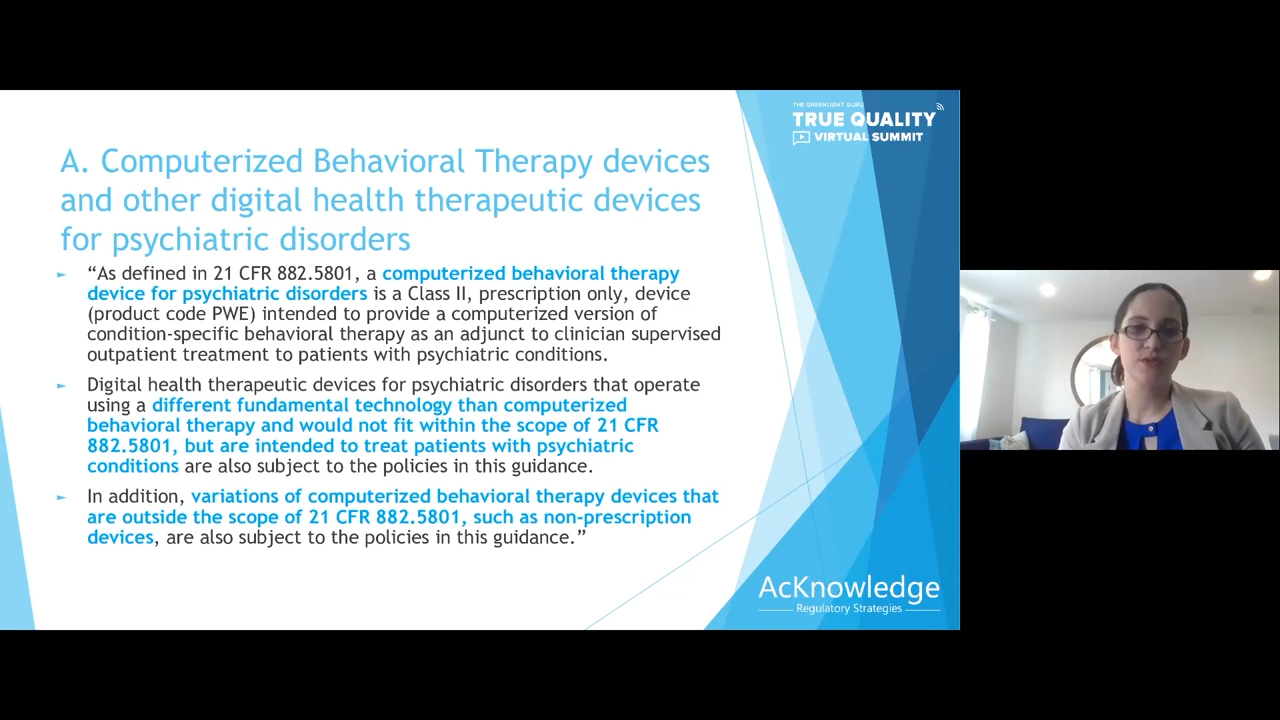 THE GREENLIGHT GURU
TRUE QUALITY
VIRTUAL SUMMIT
A. Computerized Behavioral Therapy devices
and other digital health therapeutic devices
for psychiatric disorders
► “As defined in 21 CFR 882.5801, a computerized behavioral therapy
device for psychiatric disorders is a Class II, prescription only, device
(product code PWE) intended to provide a computerized version of
condition-specific behavioral therapy as an adjunct to clinician supervised
outpatient treatment to patients with psychiatric conditions.
► Digital health therapeutic devices for psychiatric disorders that operate
using a different fundamental technology than computerized
behavioral therapy and would not fit within the scope of 21 CFR
882.5801, but are intended to treat patients with psychiatric
conditions are also subject to the policies in this guidance.
► In addition, variations of computerized behavioral therapy devices that
are outside the scope of 21 CFR 882.5801, such as non-prescription
devices, are also subject to the policies in this guidance.”
AcKnowledge
Regulatory Strategies